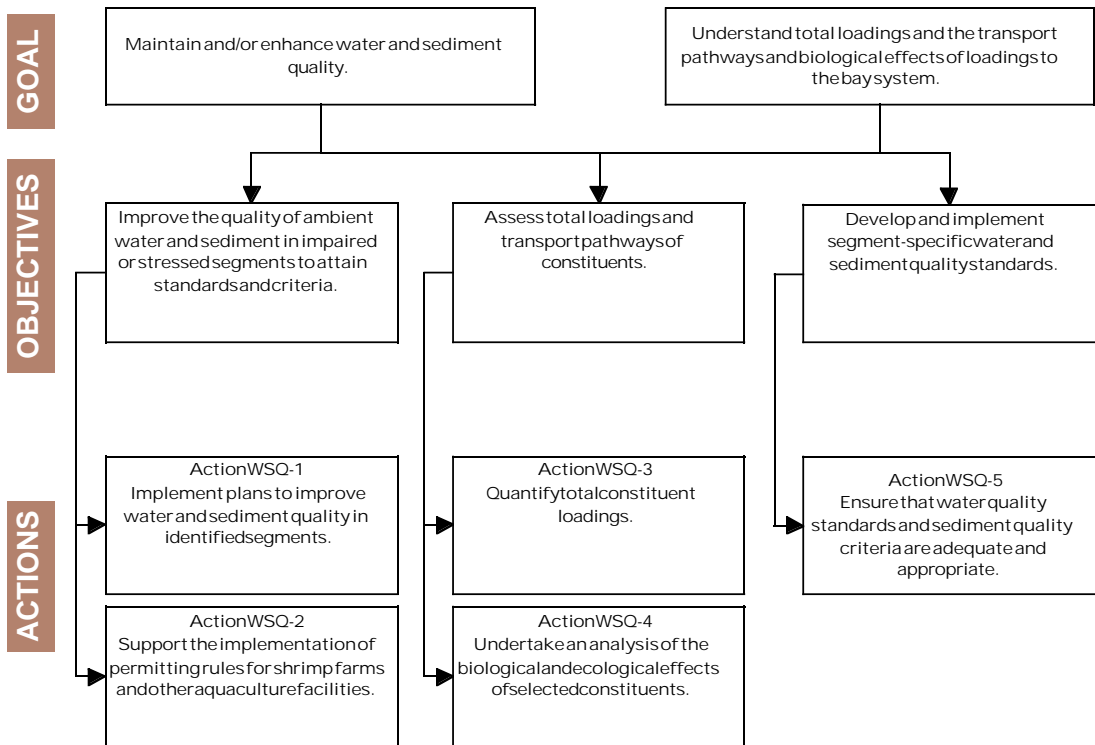 GOAL
Maintain and/or enhance water and sediment
quality.
Understand total loadings and the transport
pathways and biological effects of loadings to
the bay system.
OBJECTIVES
Improve the quality of ambient
water and sediment in impaired
or stressed segments to attain
standards and criteria.
Assess total loadings and
transport pathways of
constituents.
Develop and implement
segment-specific water and
sediment quality standards.
ACTIONS
Action WSQ-1
Implement plans to improve
water and sediment quality in
identified segments.
Action WSQ-3
Quantify total constituent
loadings.
Action WSQ-5
Ensure that water quality
standards and sediment quality
criteria are adequate and
appropriate.
Action WSQ-2
Support the implementation of
permitting rules for shrimp farms
and other aquaculture facilities.
Action WSQ-4
Undertake an analysis of the
biological and ecological effects
of selected constituents.